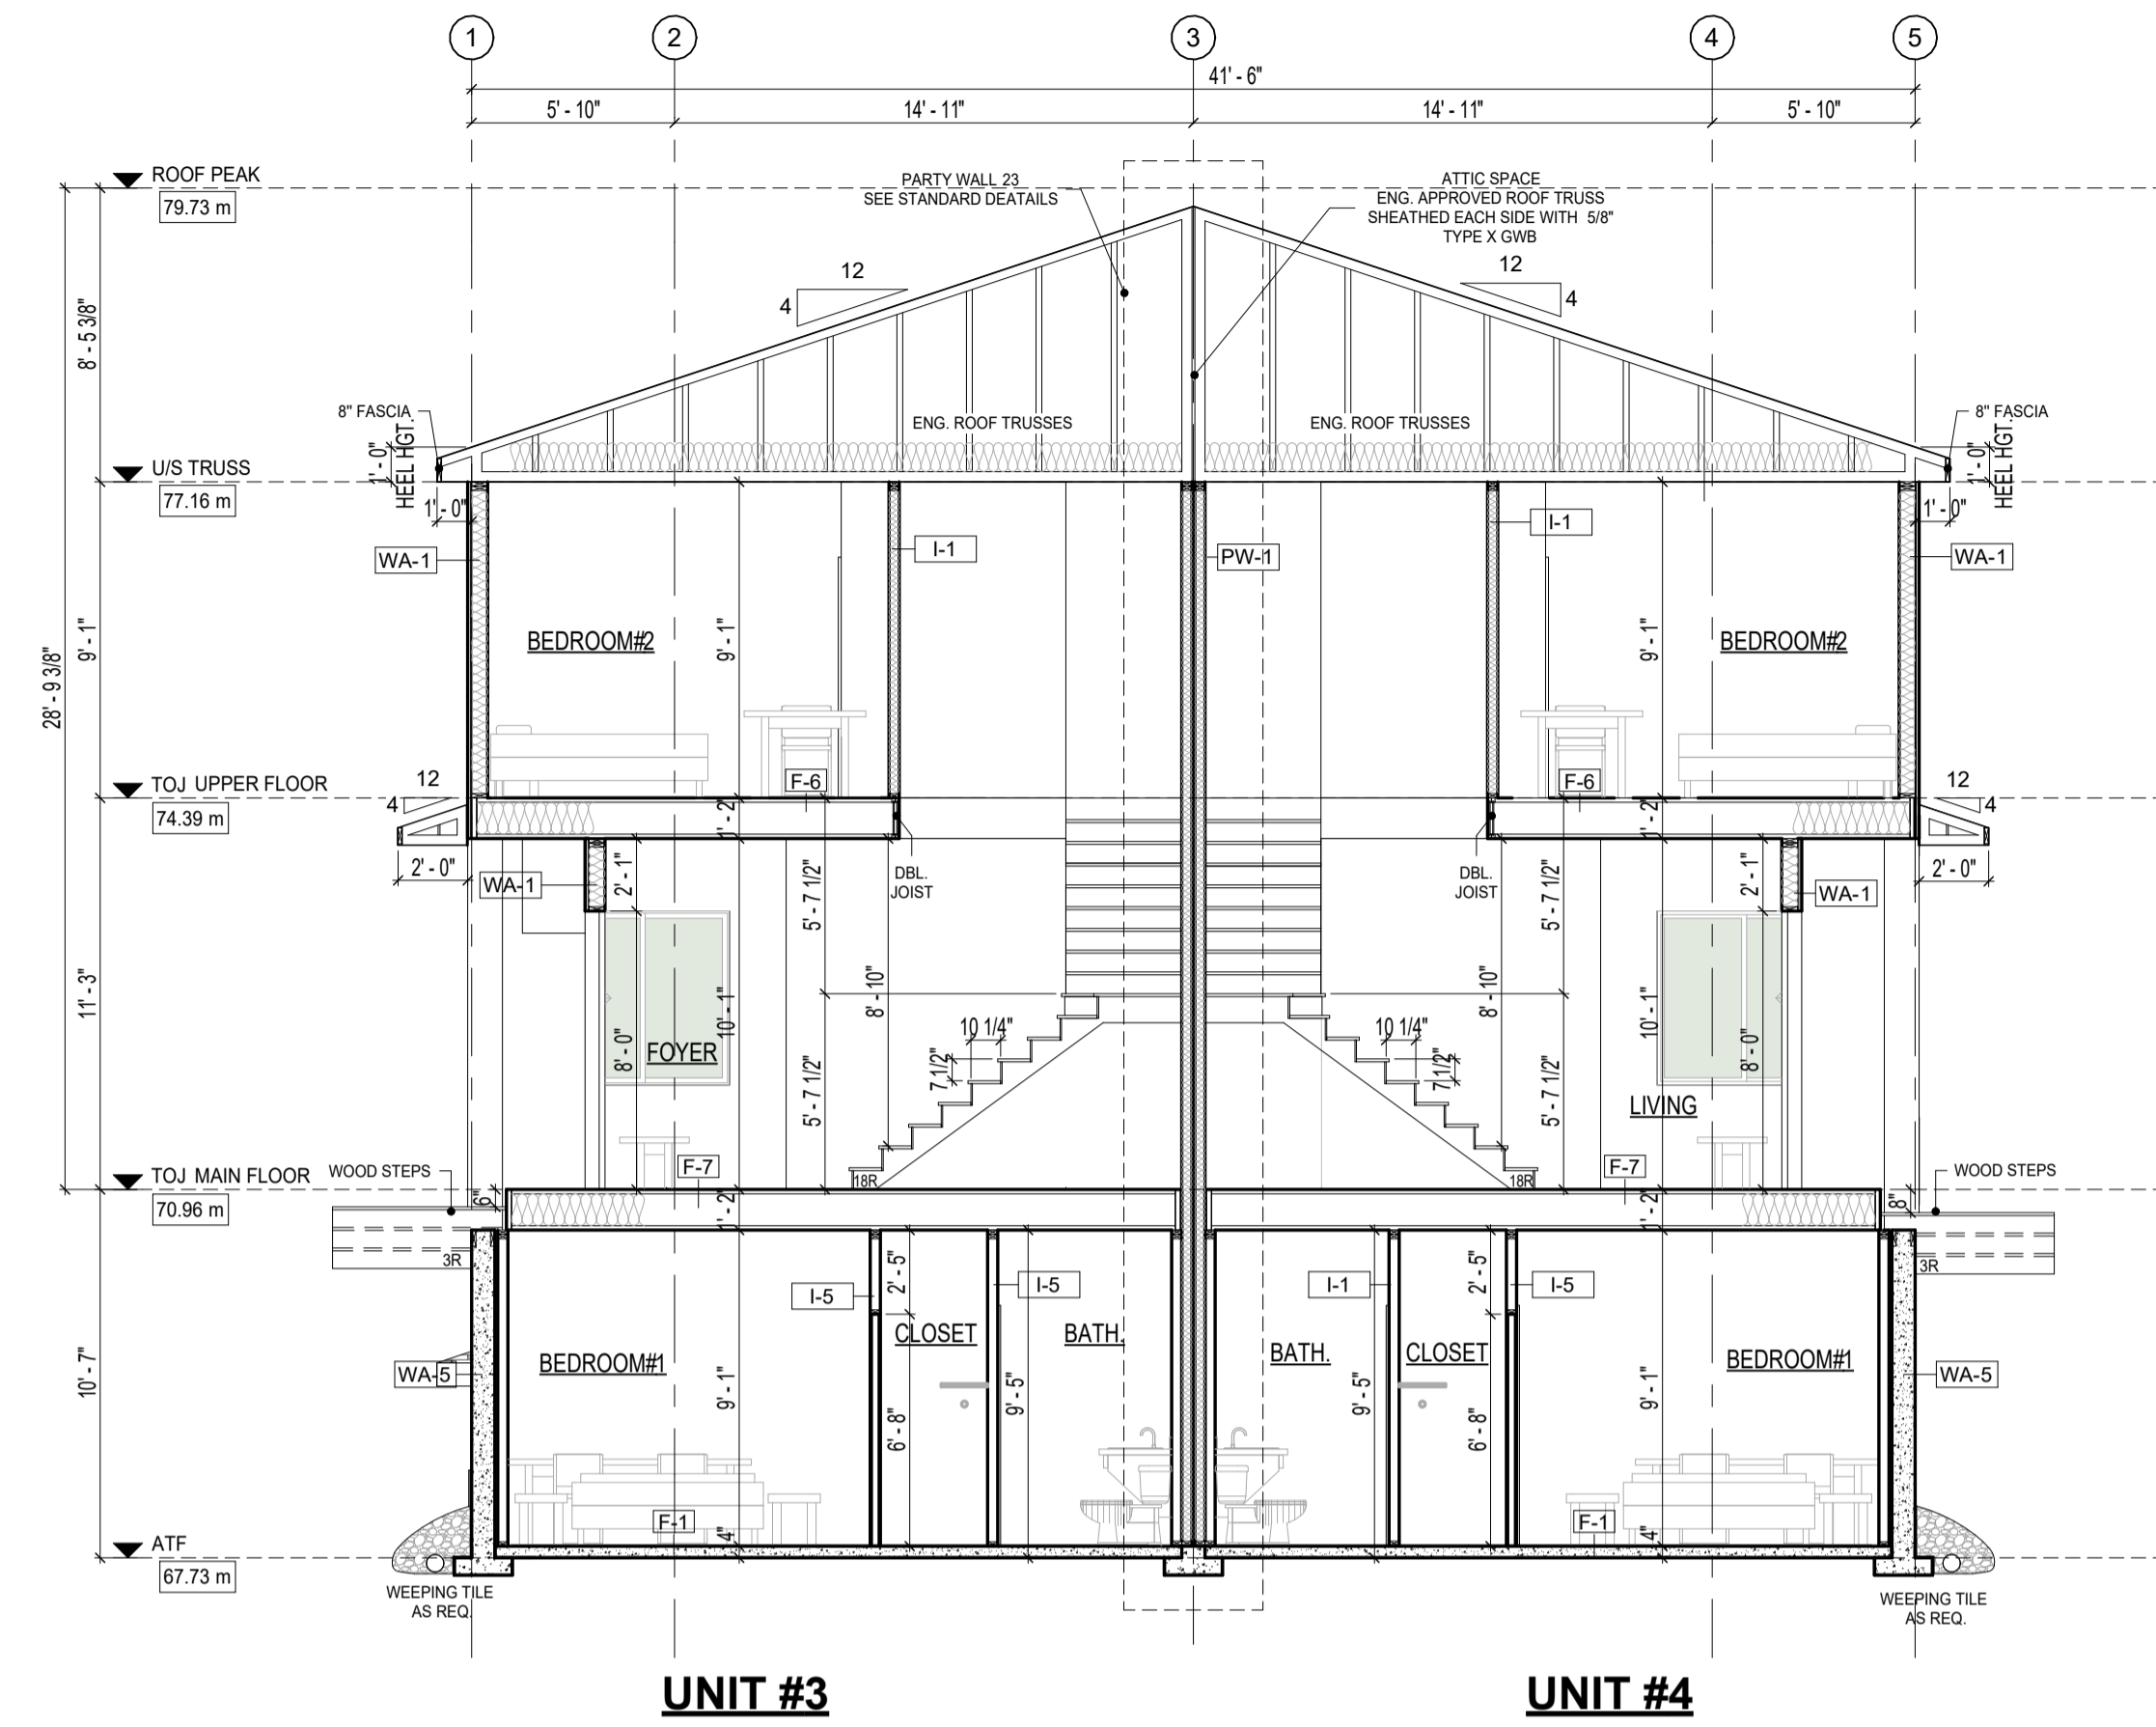 1 2 3 4 5
41' - 6"
5' - 10" 14' - 11" 14' - 11" 5' - 10"
ROOF PEAK
79.73 m
PARTY WALL 23
SEE STANDARD DEATAILS
ATTIC SPACE
ENG. APPROVED ROOF TRUSS
SHEATHED EACH SIDE WITH 5/8"
TYPE X GWB
12
4
12
4
8' - 5 3/8"
8" FASCIA
ENG. ROOF TRUSSES
ENG. ROOF TRUSSES
8" FASCIA
1' - 0"
HEEL HGT.
1' - 0"
HEEL HGT.
U/S TRUSS
77.16 m
1' - 0"
1' - 0"
WA-1
I-1
PW-1
I-1
WA-1
28' - 9 3/8"
9' - 1"
BEDROOM#2
9' - 1"
9' - 1"
BEDROOM#2
F-6
F-6
TOJ UPPER FLOOR
74.39 m
12
4
12
4
1' - 2"
1' - 2"
2' - 0"
WA-1
2' - 1"
DBL.
JOIST
DBL.
JOIST
2' - 1"
WA-1
2' - 0"
5' - 7 1/2"
5' - 7 1/2"
11' - 3"
8' - 0"
FOYER
10' - 1"
8' - 10"
10 1/4"
7 1/2"
5' - 7 1/2"
10 1/4"
7 1/2"
8' - 10"
5' - 7 1/2"
10' - 1"
8' - 0"
LIVING
TOJ MAIN FLOOR
70.96 m
WOOD STEPS
F-7
18R
18R
F-7
WOOD STEPS
6"
1' - 2"
1' - 2"
8"
3R
3R
10' - 7"
I-5
2' - 5"
I-5
I-1
2' - 5"
I-5
WA-5
BEDROOM#1
9' - 1"
CLOSET
6' - 8"
9' - 5"
BATH.
BATH.
9' - 5"
CLOSET
6' - 8"
9' - 1"
BEDROOM#1
WA-5
F-1
4"
F-1
4"
ATF
67.73 m
WEEPING TILE
AS REQ.
WEEPING TILE
AS REQ.
UNIT #3
UNIT #4